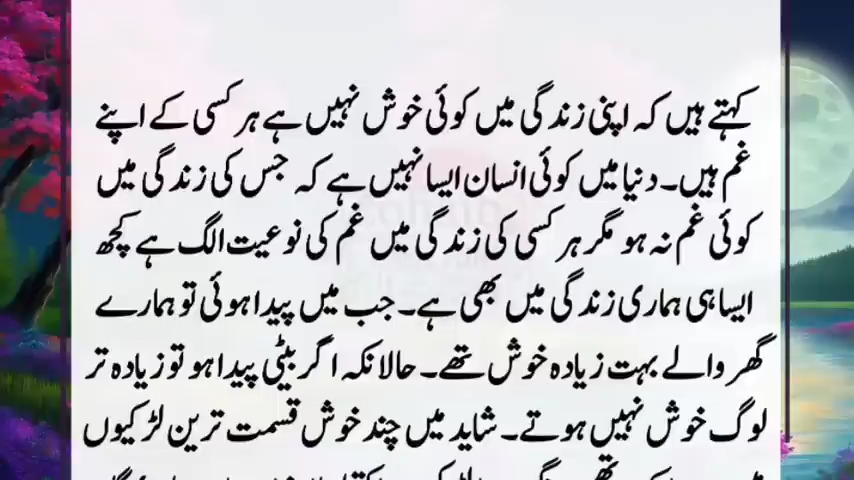 کہتے ہیں کہ اپنی زندگی میں کوئی خوش نہیں ہے ہر کسی کے اپنے
غم ہیں۔ دنیا میں کوئی انسان ایسا نہیں ہے کہ جس کی زندگی میں
کوئی غم نہ ہو مگر ہر کسی کی زندگی میں غم کی نوعیت الگ ہے کچھ
ایسا ہی ہماری زندگی میں بھی ہے۔ جب میں پیدا ہوئی تو ہمارے
گھر والے بہت زیادہ خوش تھے۔ حالانکہ اگر بیٹی پیدا ہو تو زیادہ تر
لوگ خوش نہیں ہوتے۔ شاید میں چند خوش قسمت ترین لڑکیوں